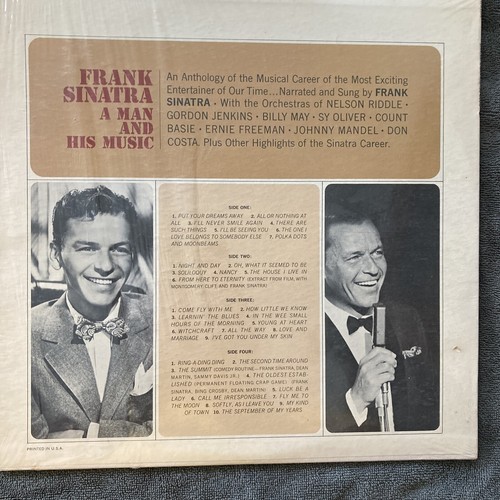 FRANK
SINATRA
A MAN
AND
HIS MUSIC
An Anthology of the Musical Career of the Most Exciting
Entertainer of Our Time...Narrated and Sung by FRANK
SINATRA • With the Orchestras of NELSON RIDDLE •
GORDON JENKINS • BILLY MAY • SY OLIVER • COUNT
BASIE • ERNIE FREEMAN • JOHNNY MANDEL • DON
COSTA. Plus Other Highlights of the Sinatra Career.
SIDE ONE:
1. PUT YOUR DREAMS AWAY 2. ALL OR NOTHING AT
ALL 3. I'LL NEVER SMILE AGAIN 4. THERE ARE
SUCH THINGS 5. I'LL BE SEEING YOU 6. THE ONE I
LOVE BELONGS TO SOMEBODY ELSE 7. POLKA DOTS
AND MOONBEAMS
SIDE TWO:
1. NIGHT AND DAY 2. OH, WHAT IT SEEMED TO BE
3. SOLILOQUY 4. NANCY 5. THE HOUSE I LIVE IN
6. FROM HERE TO ETERNITY (EXTRACT FROM FILM, WITH
MONTGOMERY CLIFT AND FRANK SINATRA)
SIDE THREE:
1. COME FLY WITH ME 2. HOW LITTLE WE KNOW
3. LEARNIN' THE BLUES 4. IN THE WEE SMALL
HOURS OF THE MORNING 5. YOUNG AT HEART
6. WITCHCRAFT 7. ALL THE WAY 8. LOVE AND
MARRIAGE 9. I'VE GOT YOU UNDER MY SKIN
SIDE FOUR:
1. RING-A-DING DING 2. THE SECOND TIME AROUND
3. THE SUMMIT (COMEDY ROUTINE—FRANK SINATRA, DEAN
MARTIN, SAMMY DAVIS JR.) 4. THE OLDEST ESTAB-
LISHED (PERMANENT FLOATING CRAP GAME) (FRANK
SINATRA, BING CROSBY, DEAN MARTIN) 5. LUCK BE A
LADY 6. CALL ME IRRESPONSIBLE 7. FLY ME TO
THE MOON 8. SOFTLY, AS I LEAVE YOU 9. MY KIND
OF TOWN 10. THE SEPTEMBER OF MY YEARS
PRINTED IN U.S.A.